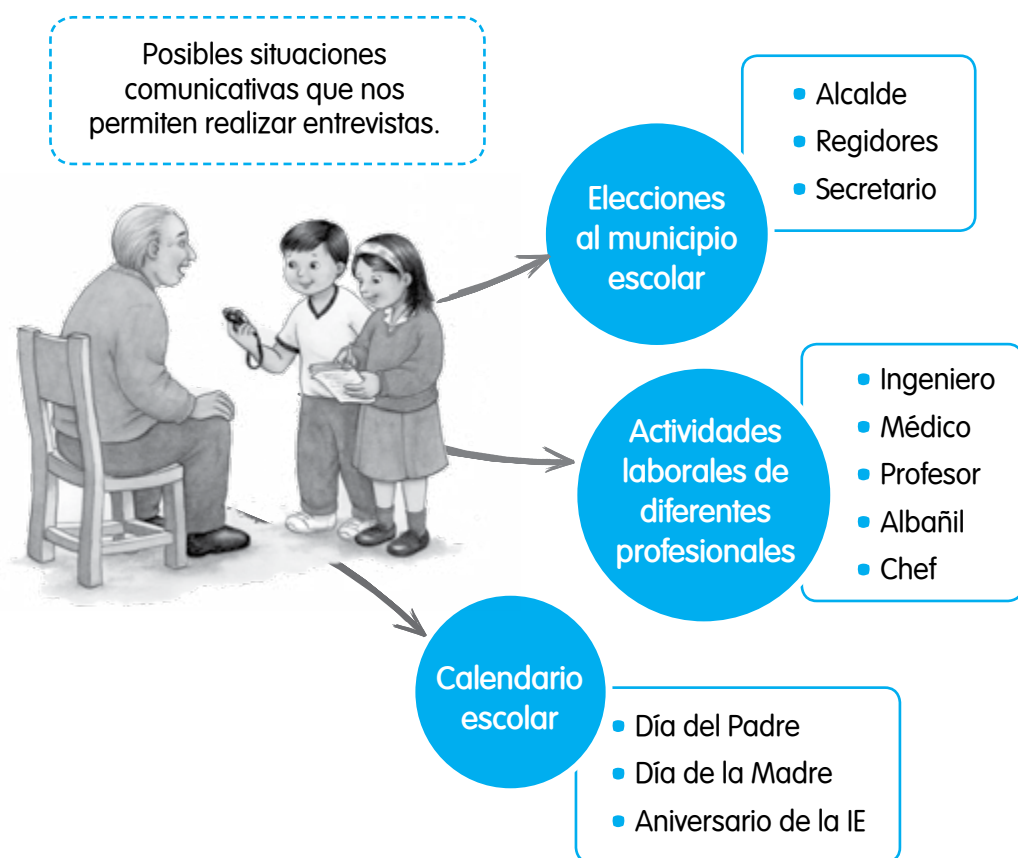 Posibles situaciones
comunicativas que nos
permiten realizar entrevistas.
Elecciones
al municipio
escolar
• Alcalde
• Regidores
• Secretario
Actividades
laborales de
diferentes
profesionales
• Ingeniero
• Médico
• Profesor
• Albañil
• Chef
Calendario
escolar
• Día del Padre
• Día de la Madre
• Aniversario de la IE